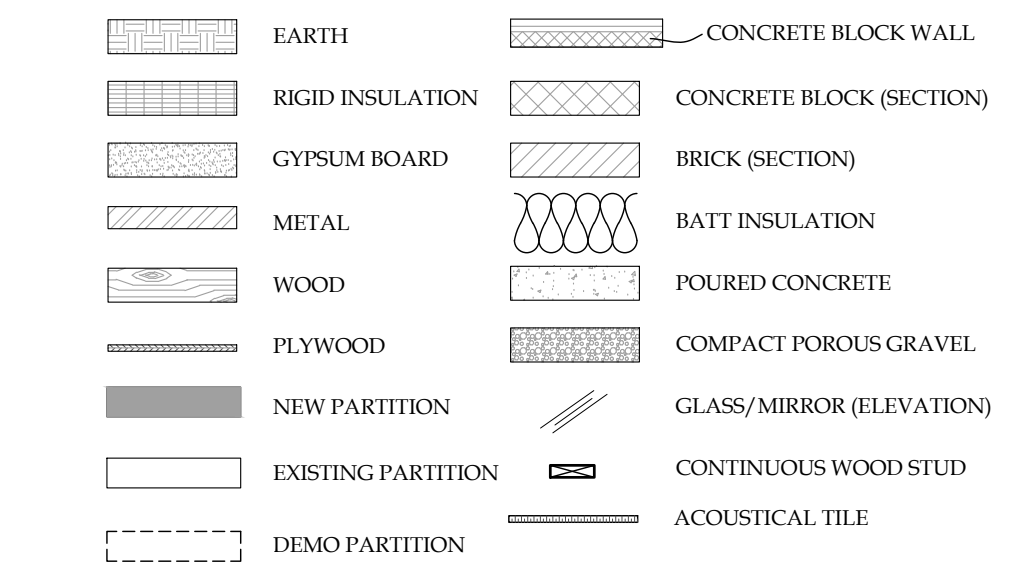 EARTH
RIGID INSULATION
GYPSUM BOARD
METAL
WOOD
PLYWOOD
NEW PARTITION
EXISTING PARTITION
DEMO PARTITION
CONCRETE BLOCK WALL
CONCRETE BLOCK (SECTION)
BRICK (SECTION)
BATT INSULATION
POURED CONCRETE
COMPACT POROUS GRAVEL
GLASS/MIRROR (ELEVATION)
CONTINUOUS WOOD STUD
ACOUSTICAL TILE